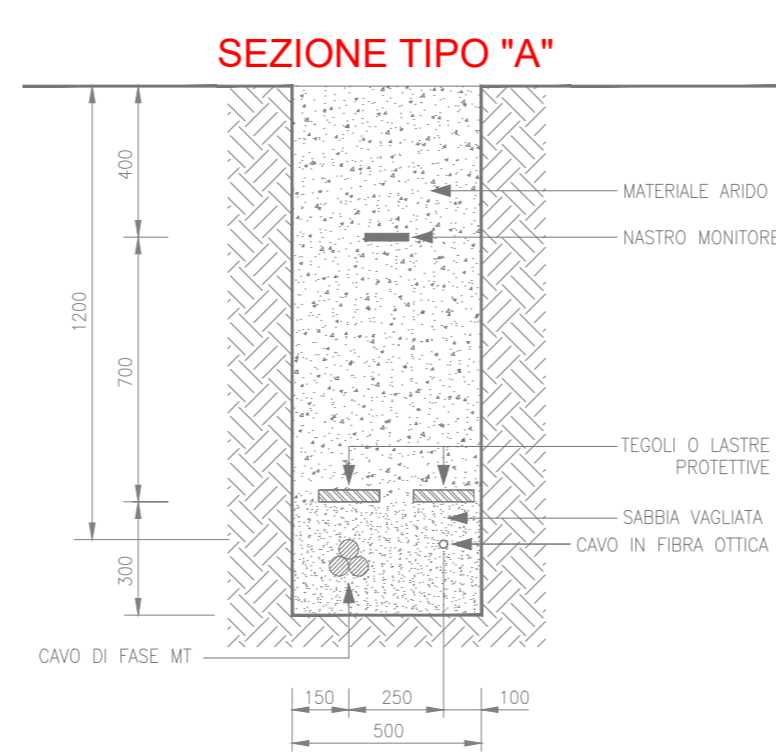 SEZIONE TIPO "A"
400
MATERIALE ARIDO
NASTRO MONITORE
1200
700
TEGOLI O LASTRE
PROTETTIVE
SABBIA VAGLIATA
CAVO IN FIBRA OTTICA
300
CAVO DI FASE MT
150
250
100
500